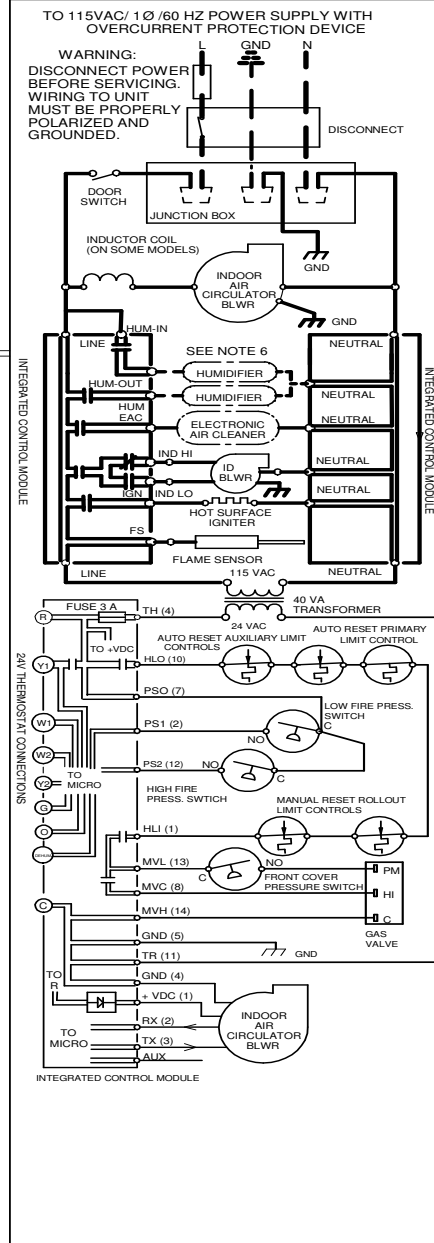 TO 115VAC/ 1Ø /60 HZ POWER SUPPLY WITH
OVERCURRENT PROTECTION DEVICE
L
GND
N
WARNING:
DISCONNECT POWER
BEFORE SERVICING.
WIRING TO UNIT
MUST BE PROPERLY
POLARIZED AND
GROUNDED.
DISCONNECT
DOOR
SWITCH
JUNCTION BOX
GND
INDUCTOR COIL
(ON SOME MODELS)
INDOOR
AIR
CIRCULATOR
BLWR
GND
INTEGRATED CONTROL MODULE
LINE
HUM-IN
NEUTRAL
INTEGRATED CONTROL MODULE
SEE NOTE 6
HUMIDIFIER
HUM-OUT
NEUTRAL
HUMIDIFIER
HUM
EAC
NEUTRAL
ELECTRONIC
AIR CLEANER
IND HI
NEUTRAL
ID
BLWR
IGN
IND LO
NEUTRAL
HOT SURFACE
IGNITER
FS
FLAME SENSOR
LINE
115 VAC
NEUTRAL
40 VA
TRANSFORMER
24 VAC
FUSE 3 A
TH (4)
R
TO +VDC
AUTO RESET AUXILIARY LIMIT
CONTROLS
AUTO RESET PRIMARY
LIMIT CONTROL
HLO (10)
Y1
24V THERMOSTAT CONNECTIONS
PSO (7)
LOW FIRE PRESS.
SWITCH
W1
PS1 (2)
NO
C
W2
PS2 (12)
NO
C
TO
MICRO
Y2
HIGH FIRE
PRESS. SWTICH
G
MANUAL RESET ROLLOUT
LIMIT CONTROLS
O
HLI (1)
DEHUM
MVL (13)
C
NO
FRONT COVER
PRESSURE SWITCH
PM
MVC (8)
HI
C
MVH (14)
C
GAS
VALVE
GND (5)
GND
TR (11)
GND (4)
TO
R
+ VDC (1)
RX (2)
INDOOR
AIR
CIRCULATOR
BLWR
TO
MICRO
TX (3)
AUX
INTEGRATED CONTROL MODULE